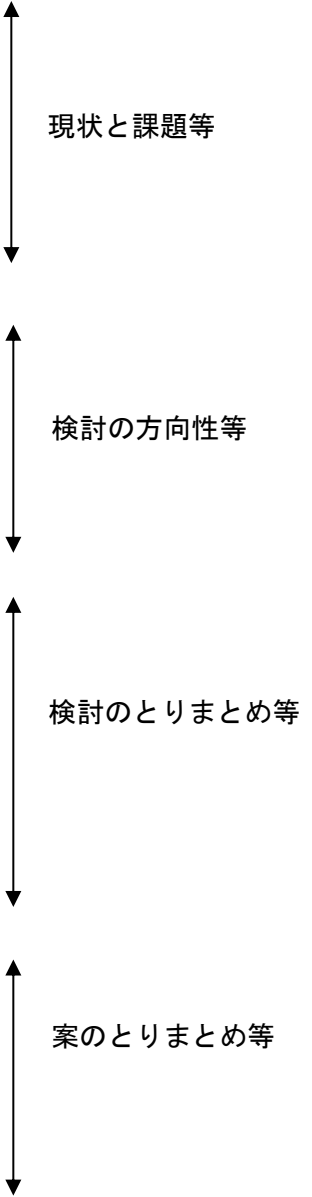 現状と課題等
検討の方向性等
検討のとりまとめ等
案のとりまとめ等